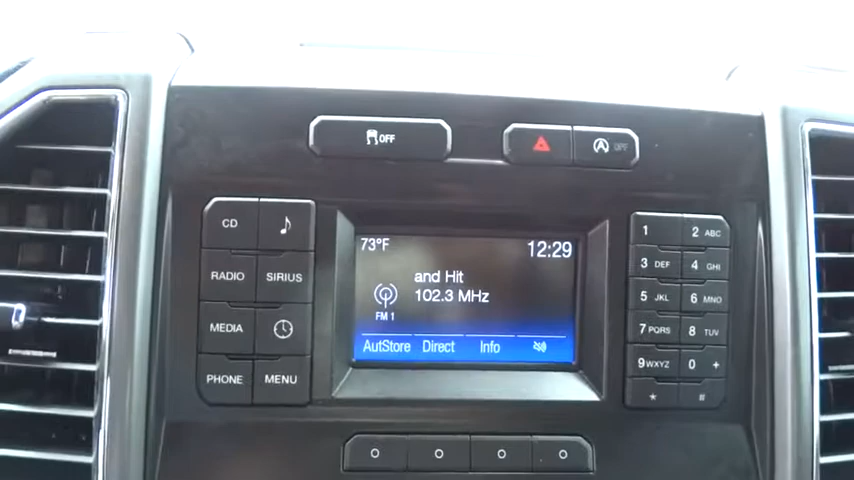 OFF
OFF
CD
RADIO SIRIUS
MEDIA
PHONE MENU
73°F 12:29
and Hit
102.3 MHz
FM 1
AutStore Direct Info
1 2 ABC
3 DEF 4 GHI
5 JKL 6 MNO
7 PQRS 8 TUV
9 WXYZ 0 +
* #